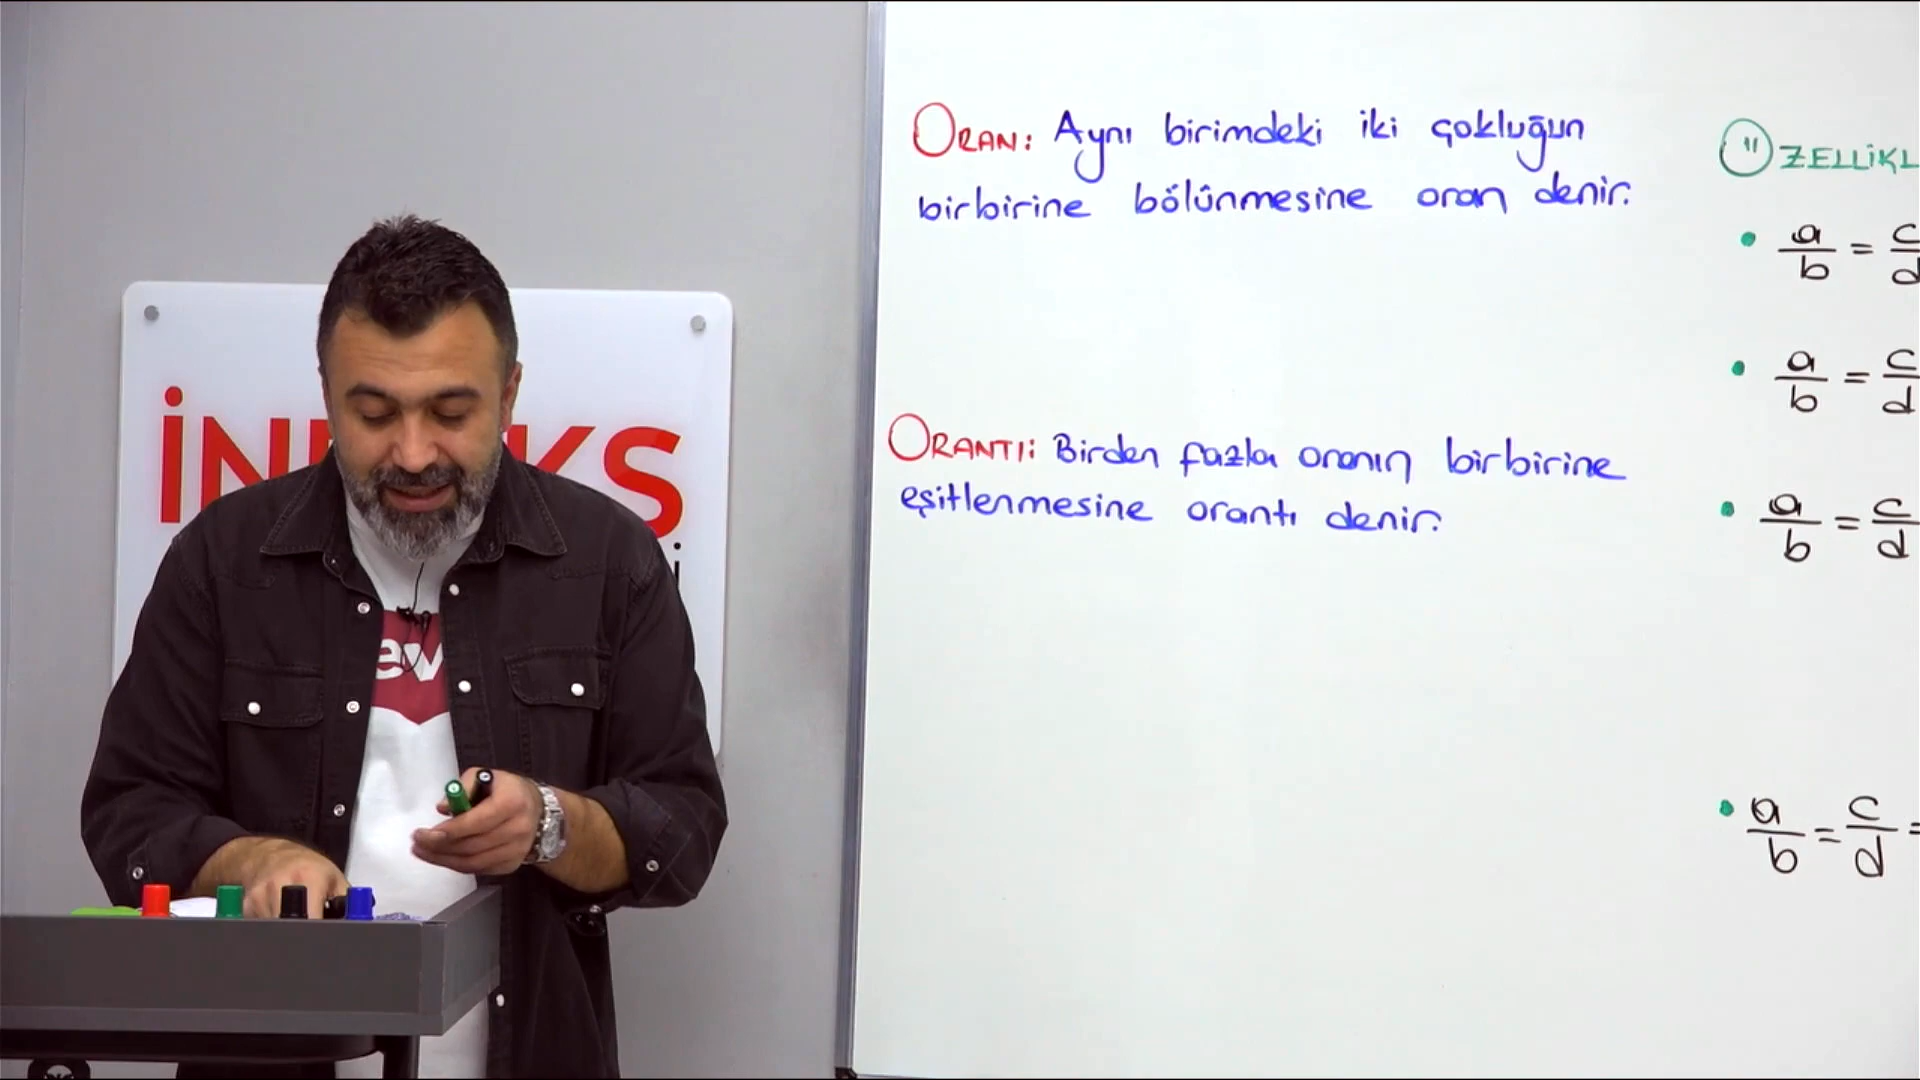 ORAN: Aynı birimdeki iki çokluğun
birbirine bölünmesine oran denir.
ORANTI: Birden fazla oranın birbirine
eşitlenmesine orantı denir.
ÖZELLİKL
• a/b = c/d
• a/b = c/d
• a/b = c/d
• a/b = c/d =
İN KS
ev